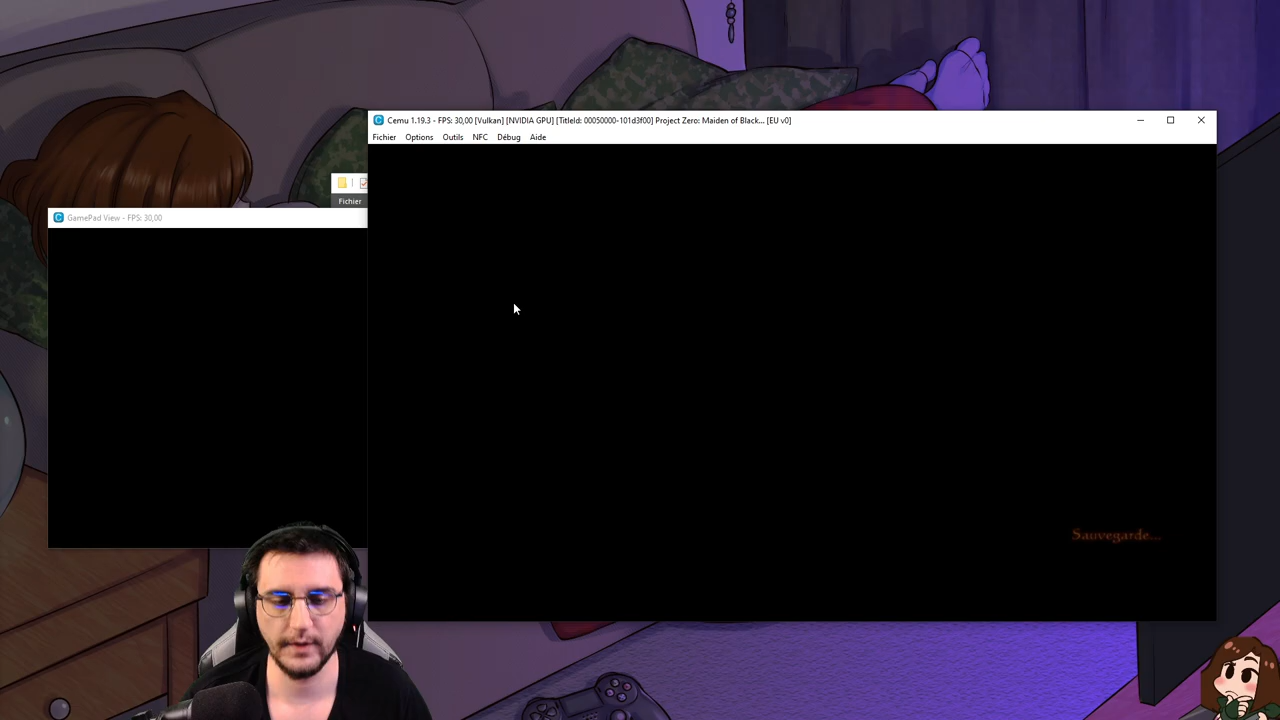 Cemu 1.19.3 - FPS: 30,00 [Vulkan] [NVIDIA GPU] [TitleId: 00050000-101d3f00] Project Zero: Maiden of Black... [EU v0]
Fichier Options Outils NFC Débug Aide
Fichier
GamePad View - FPS: 30,00
Sauvegarde...